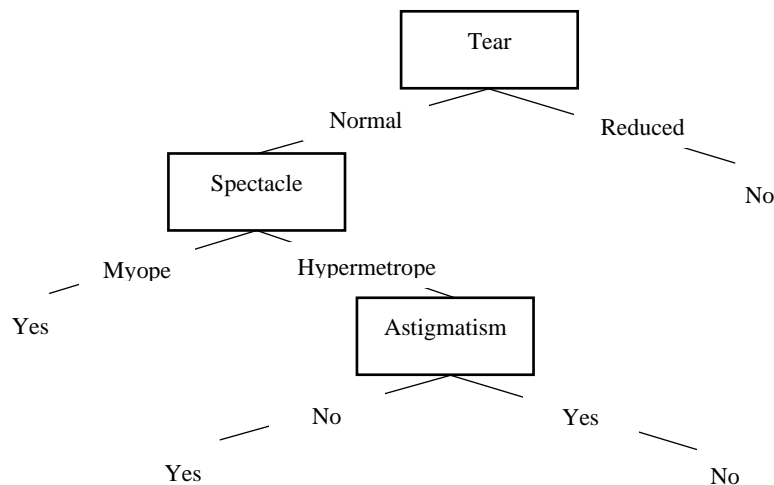 Tear
Normal
Reduced
Spectacle
No
Myope
Hypermetrope
Yes
Astigmatism
No
Yes
Yes
No